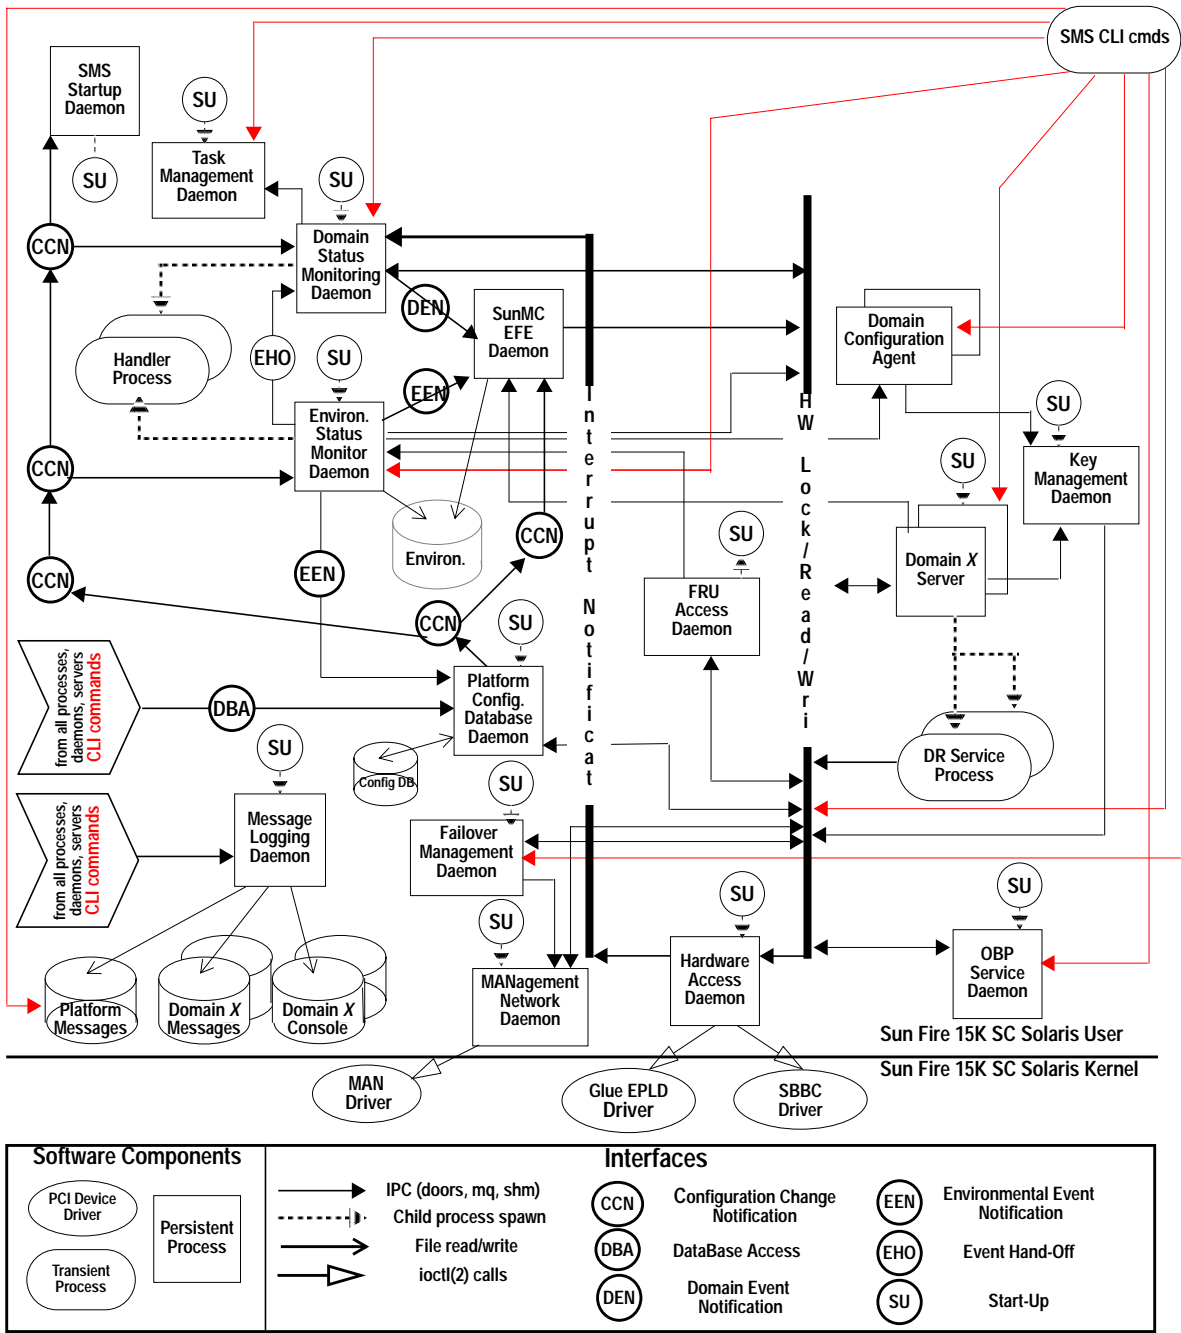 SMS CLI cmds
SMS
Startup
Daemon
SU
SU
Task
Management
Daemon
SU
CCN
Domain
Status
Monitoring
Daemon
DEN
SunMC
EFE
Daemon
Domain
Configuration
Agent
Handler
Process
EHO
SU
EEN
Environ.
Status
Monitor
Daemon
Interrupt Notificat
HW Lock/Read/Wri
SU
SU
Key
Management
Daemon
CCN
CCN
SU
Environ.
EEN
CCN
FRU
Access
Daemon
Domain X
Server
CCN
SU
from all processes,
daemons, servers
CLI commands
DBA
Platform
Config.
Database
Daemon
SU
Config DB
DR Service
Process
SU
from all processes,
daemons, servers
CLI commands
Message
Logging
Daemon
Failover
Management
Daemon
SU
SU
SU
Platform
Messages
Domain X
Messages
Domain X
Console
MANagement
Network
Daemon
Hardware
Access
Daemon
OBP
Service
Daemon
Sun Fire 15K SC Solaris User
Sun Fire 15K SC Solaris Kernel
MAN
Driver
Glue EPLD
Driver
SBBC
Driver
Software Components
PCI Device
Driver
Persistent
Process
Transient
Process
Interfaces
IPC (doors, mq, shm)
Child process spawn
File read/write
ioctl(2) calls
CCN
Configuration Change
Notification
DBA
DataBase Access
DEN
Domain Event
Notification
EEN
Environmental Event
Notification
EHO
Event Hand-Off
SU
Start-Up